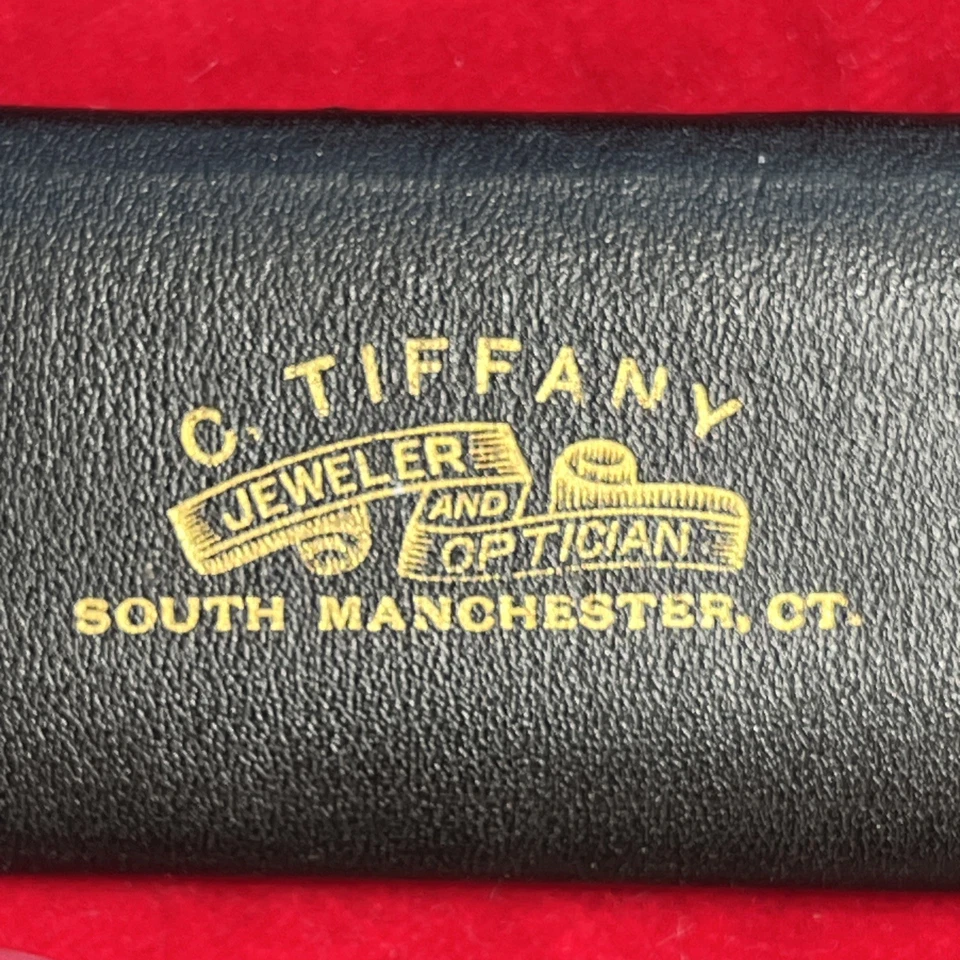 C. TIFFANY
JEWELER
AND
OPTICIAN
SOUTH MANCHESTER, CT.